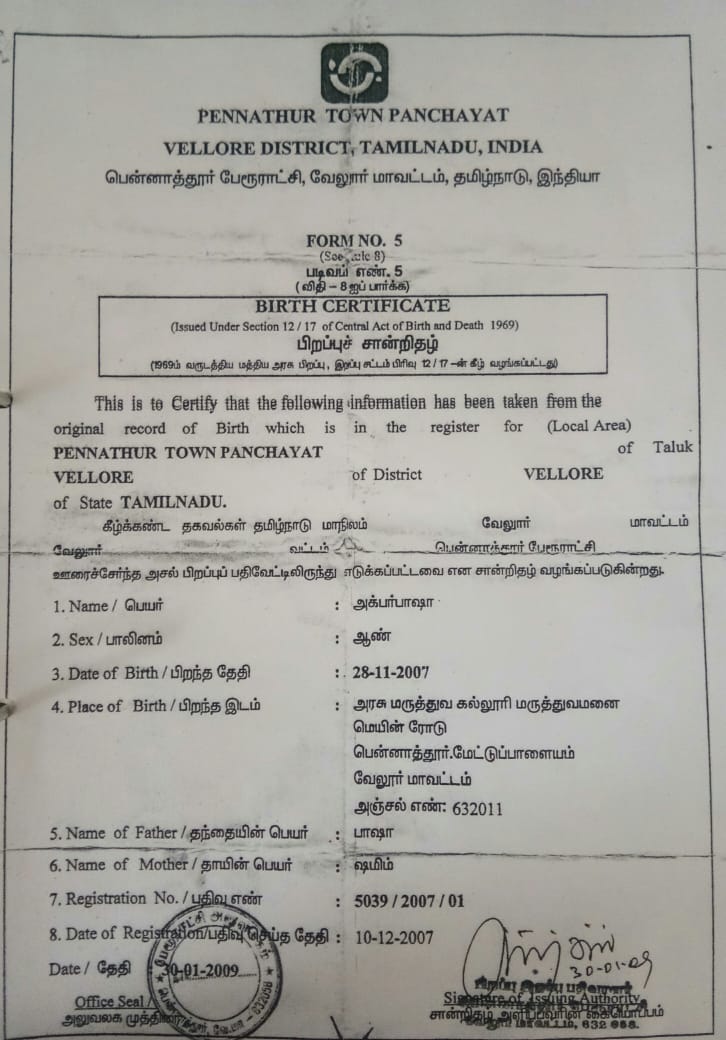 PENNATHUR TOWN PANCHAYAT
VELLORE DISTRICT, TAMILNADU, INDIA
பென்னாத்தூர் பேரூராட்சி, வேலூர் மாவட்டம், தமிழ்நாடு, இந்தியா
FORM NO. 5
(See Rule 8)
படிவம் எண். 5
(விதி – 8 ஐப் பார்க்க)
BIRTH CERTIFICATE
(Issued Under Section 12 / 17 of Central Act of Birth and Death 1969)
பிறப்புச் சான்றிதழ்
(1969ம் வருடத்திய மத்திய அரசு பிறப்பு, இறப்பு சட்டம் பிரிவு 12 / 17 –ன் கீழ் வழங்கப்பட்டது)
This is to Certify that the following information has been taken from the
original record of Birth which is in the register for (Local Area)
PENNATHUR TOWN PANCHAYAT of Taluk
VELLORE of District VELLORE
of State TAMILNADU.
கீழ்க்கண்ட தகவல்கள் தமிழ்நாடு மாநிலம் வேலூர் மாவட்டம்
வேலூர் வட்டம் பென்னாத்தூர் பேரூராட்சி
ஊரைச்சேர்ந்த அசல் பிறப்புப் பதிவேட்டிலிருந்து எடுக்கப்பட்டவை என சான்றிதழ் வழங்கப்படுகின்றது.
1. Name / பெயர் : அக்பர்பாஷா
2. Sex / பாலினம் : ஆண்
3. Date of Birth / பிறந்த தேதி : 28-11-2007
4. Place of Birth / பிறந்த இடம் : அரசு மருத்துவ கல்லூரி மருத்துவமனை
மெயின் ரோடு
பென்னாத்தூர்.மேட்டுப்பாளையம்
வேலூர் மாவட்டம்
அஞ்சல் எண்: 632011
5. Name of Father / தந்தையின் பெயர் : பாஷா
6. Name of Mother / தாயின் பெயர் : ஷமிம்
7. Registration No. / பதிவு எண் : 5039 / 2007 / 01
8. Date of Registration/பதிவு செய்த தேதி : 10-12-2007
Date / தேதி 30-01-2009
30-01-09
Office Seal / Signature of Issuing Authority
அலுவலக முத்திரை சான்றிதழ் அளிப்பவரின் கையொப்பம்
வேலூர் மாவட்டம், 632